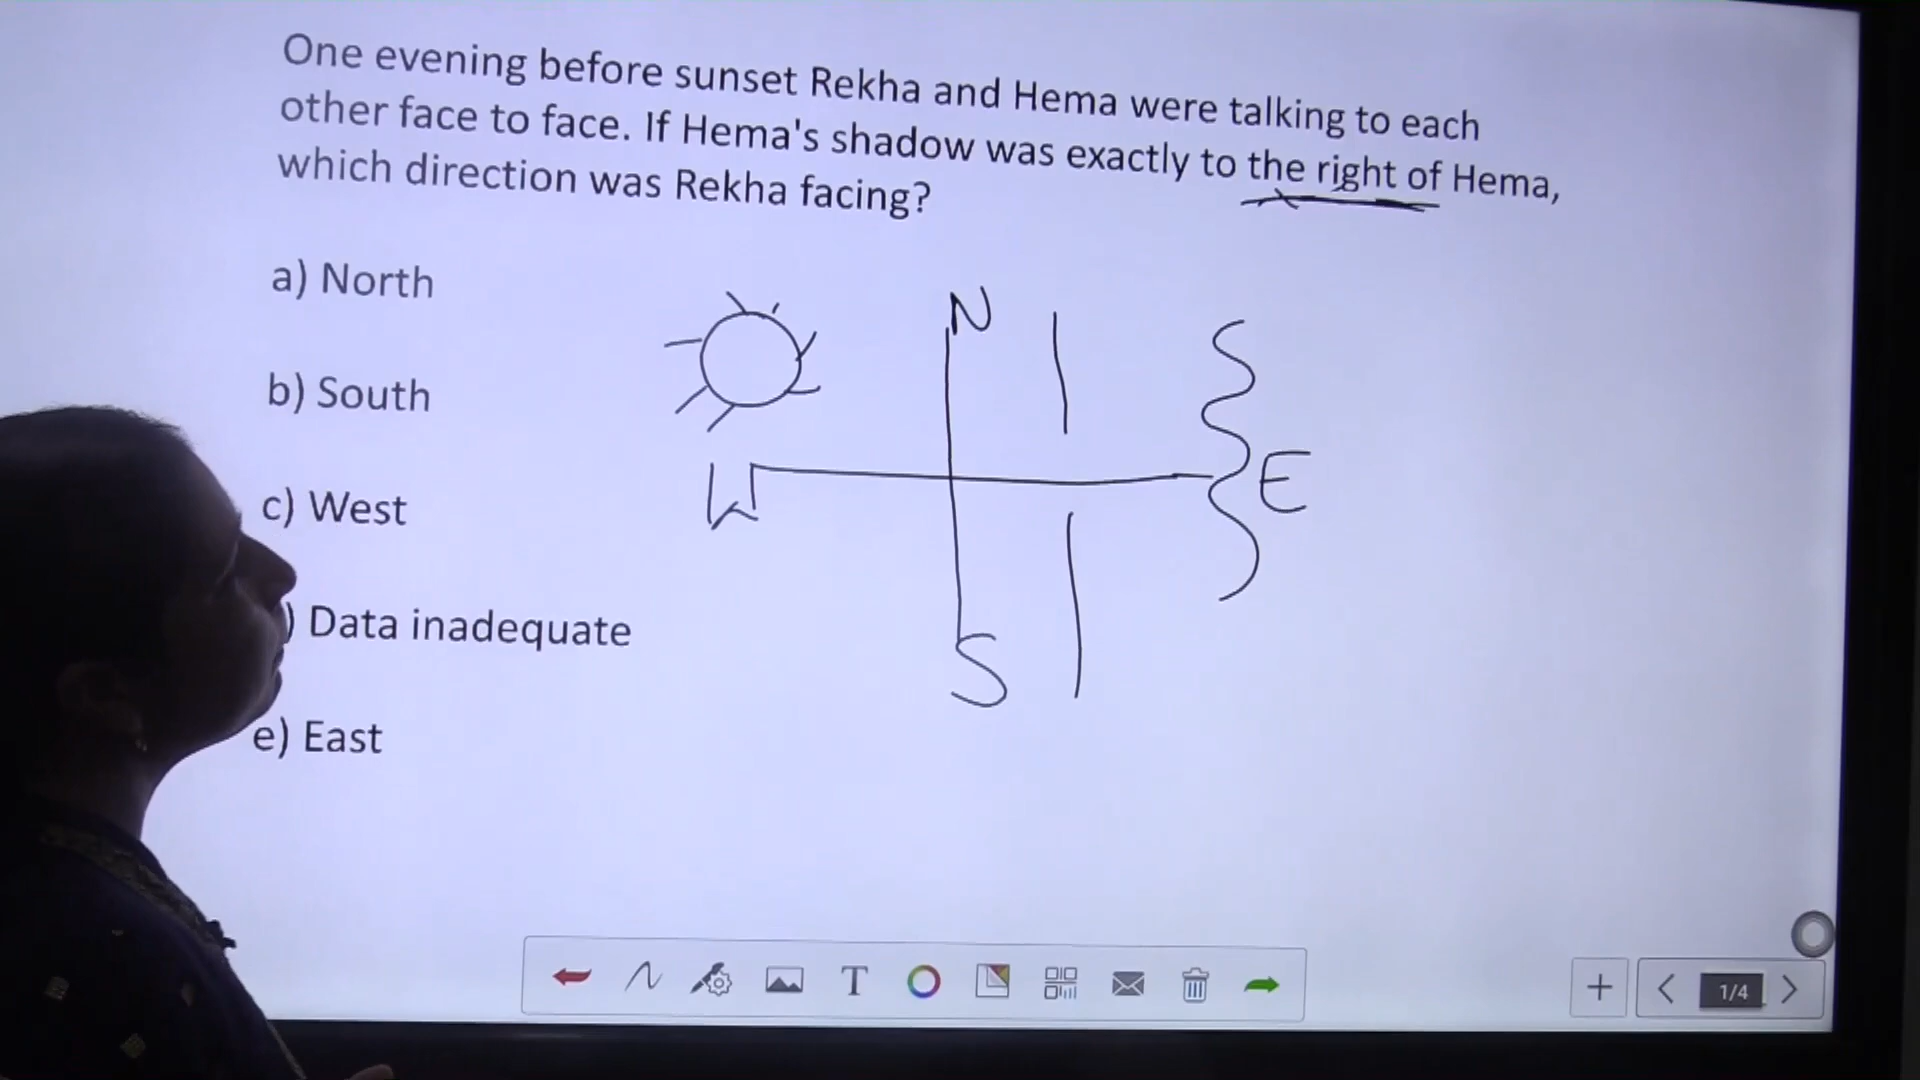 One evening before sunset Rekha and Hema were talking to each
other face to face. If Hema's shadow was exactly to the right of Hema,
which direction was Rekha facing?
a) North
b) South
c) West
) Data inadequate
e) East
N
W
E
S
T
+
< 1/4 >